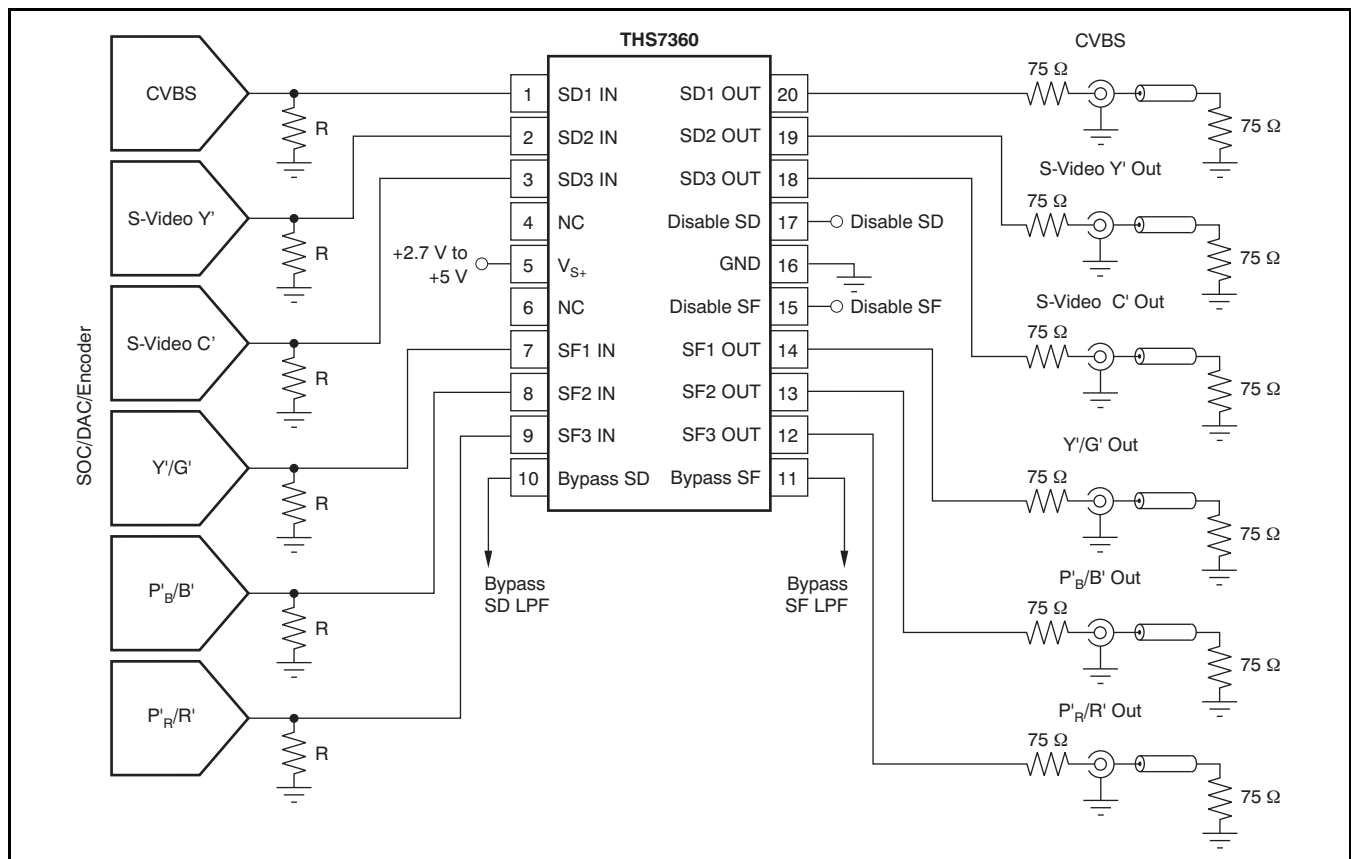 THS7360
SOC/DAC/Encoder
CVBS
R
S-Video Y'
R
S-Video C'
R
Y'/G'
R
P'B/B'
R
P'R/R'
R
+2.7 V to
+5 V
1 SD1 IN
2 SD2 IN
3 SD3 IN
4 NC
5 VS+
6 NC
7 SF1 IN
8 SF2 IN
9 SF3 IN
10 Bypass SD
SD1 OUT 20
SD2 OUT 19
SD3 OUT 18
Disable SD 17 Disable SD
GND 16
Disable SF 15 Disable SF
SF1 OUT 14
SF2 OUT 13
SF3 OUT 12
Bypass SF 11
Bypass
SD LPF
Bypass
SF LPF
CVBS
75 Ω
75 Ω
S-Video Y' Out
75 Ω
75 Ω
S-Video C' Out
75 Ω
75 Ω
Y'/G' Out
75 Ω
75 Ω
P'B/B' Out
75 Ω
75 Ω
P'R/R' Out
75 Ω
75 Ω